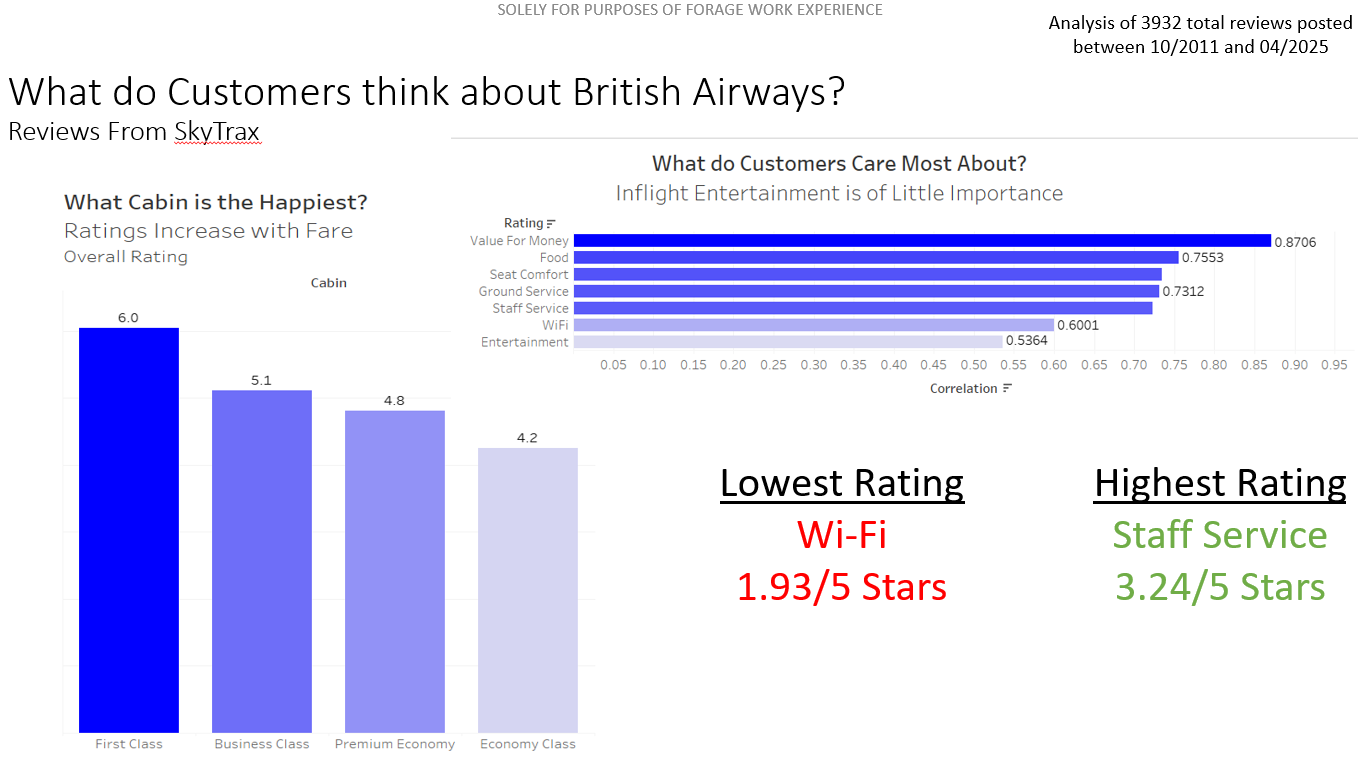 SOLELY FOR PURPOSES OF FORAGE WORK EXPERIENCE
Analysis of 3932 total reviews posted
between 10/2011 and 04/2025
What do Customers think about British Airways?
Reviews From SkyTrax
What Cabin is the Happiest?
Ratings Increase with Fare
Overall Rating
Cabin
6.0
5.1
4.8
4.2
First Class
Business Class
Premium Economy
Economy Class
What do Customers Care Most About?
Inflight Entertainment is of Little Importance
Rating
Value For Money 0.8706
Food 0.7553
Seat Comfort
Ground Service 0.7312
Staff Service
WiFi 0.6001
Entertainment 0.5364
0.05 0.10 0.15 0.20 0.25 0.30 0.35 0.40 0.45 0.50 0.55 0.60 0.65 0.70 0.75 0.80 0.85 0.90 0.95
Correlation
Lowest Rating
Wi-Fi
1.93/5 Stars
Highest Rating
Staff Service
3.24/5 Stars